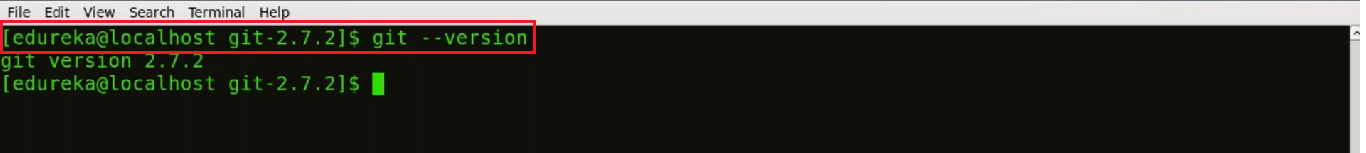 File Edit View Search Terminal Help
[edureka@localhost git-2.7.2]$ git --version
git version 2.7.2
[edureka@localhost git-2.7.2]$